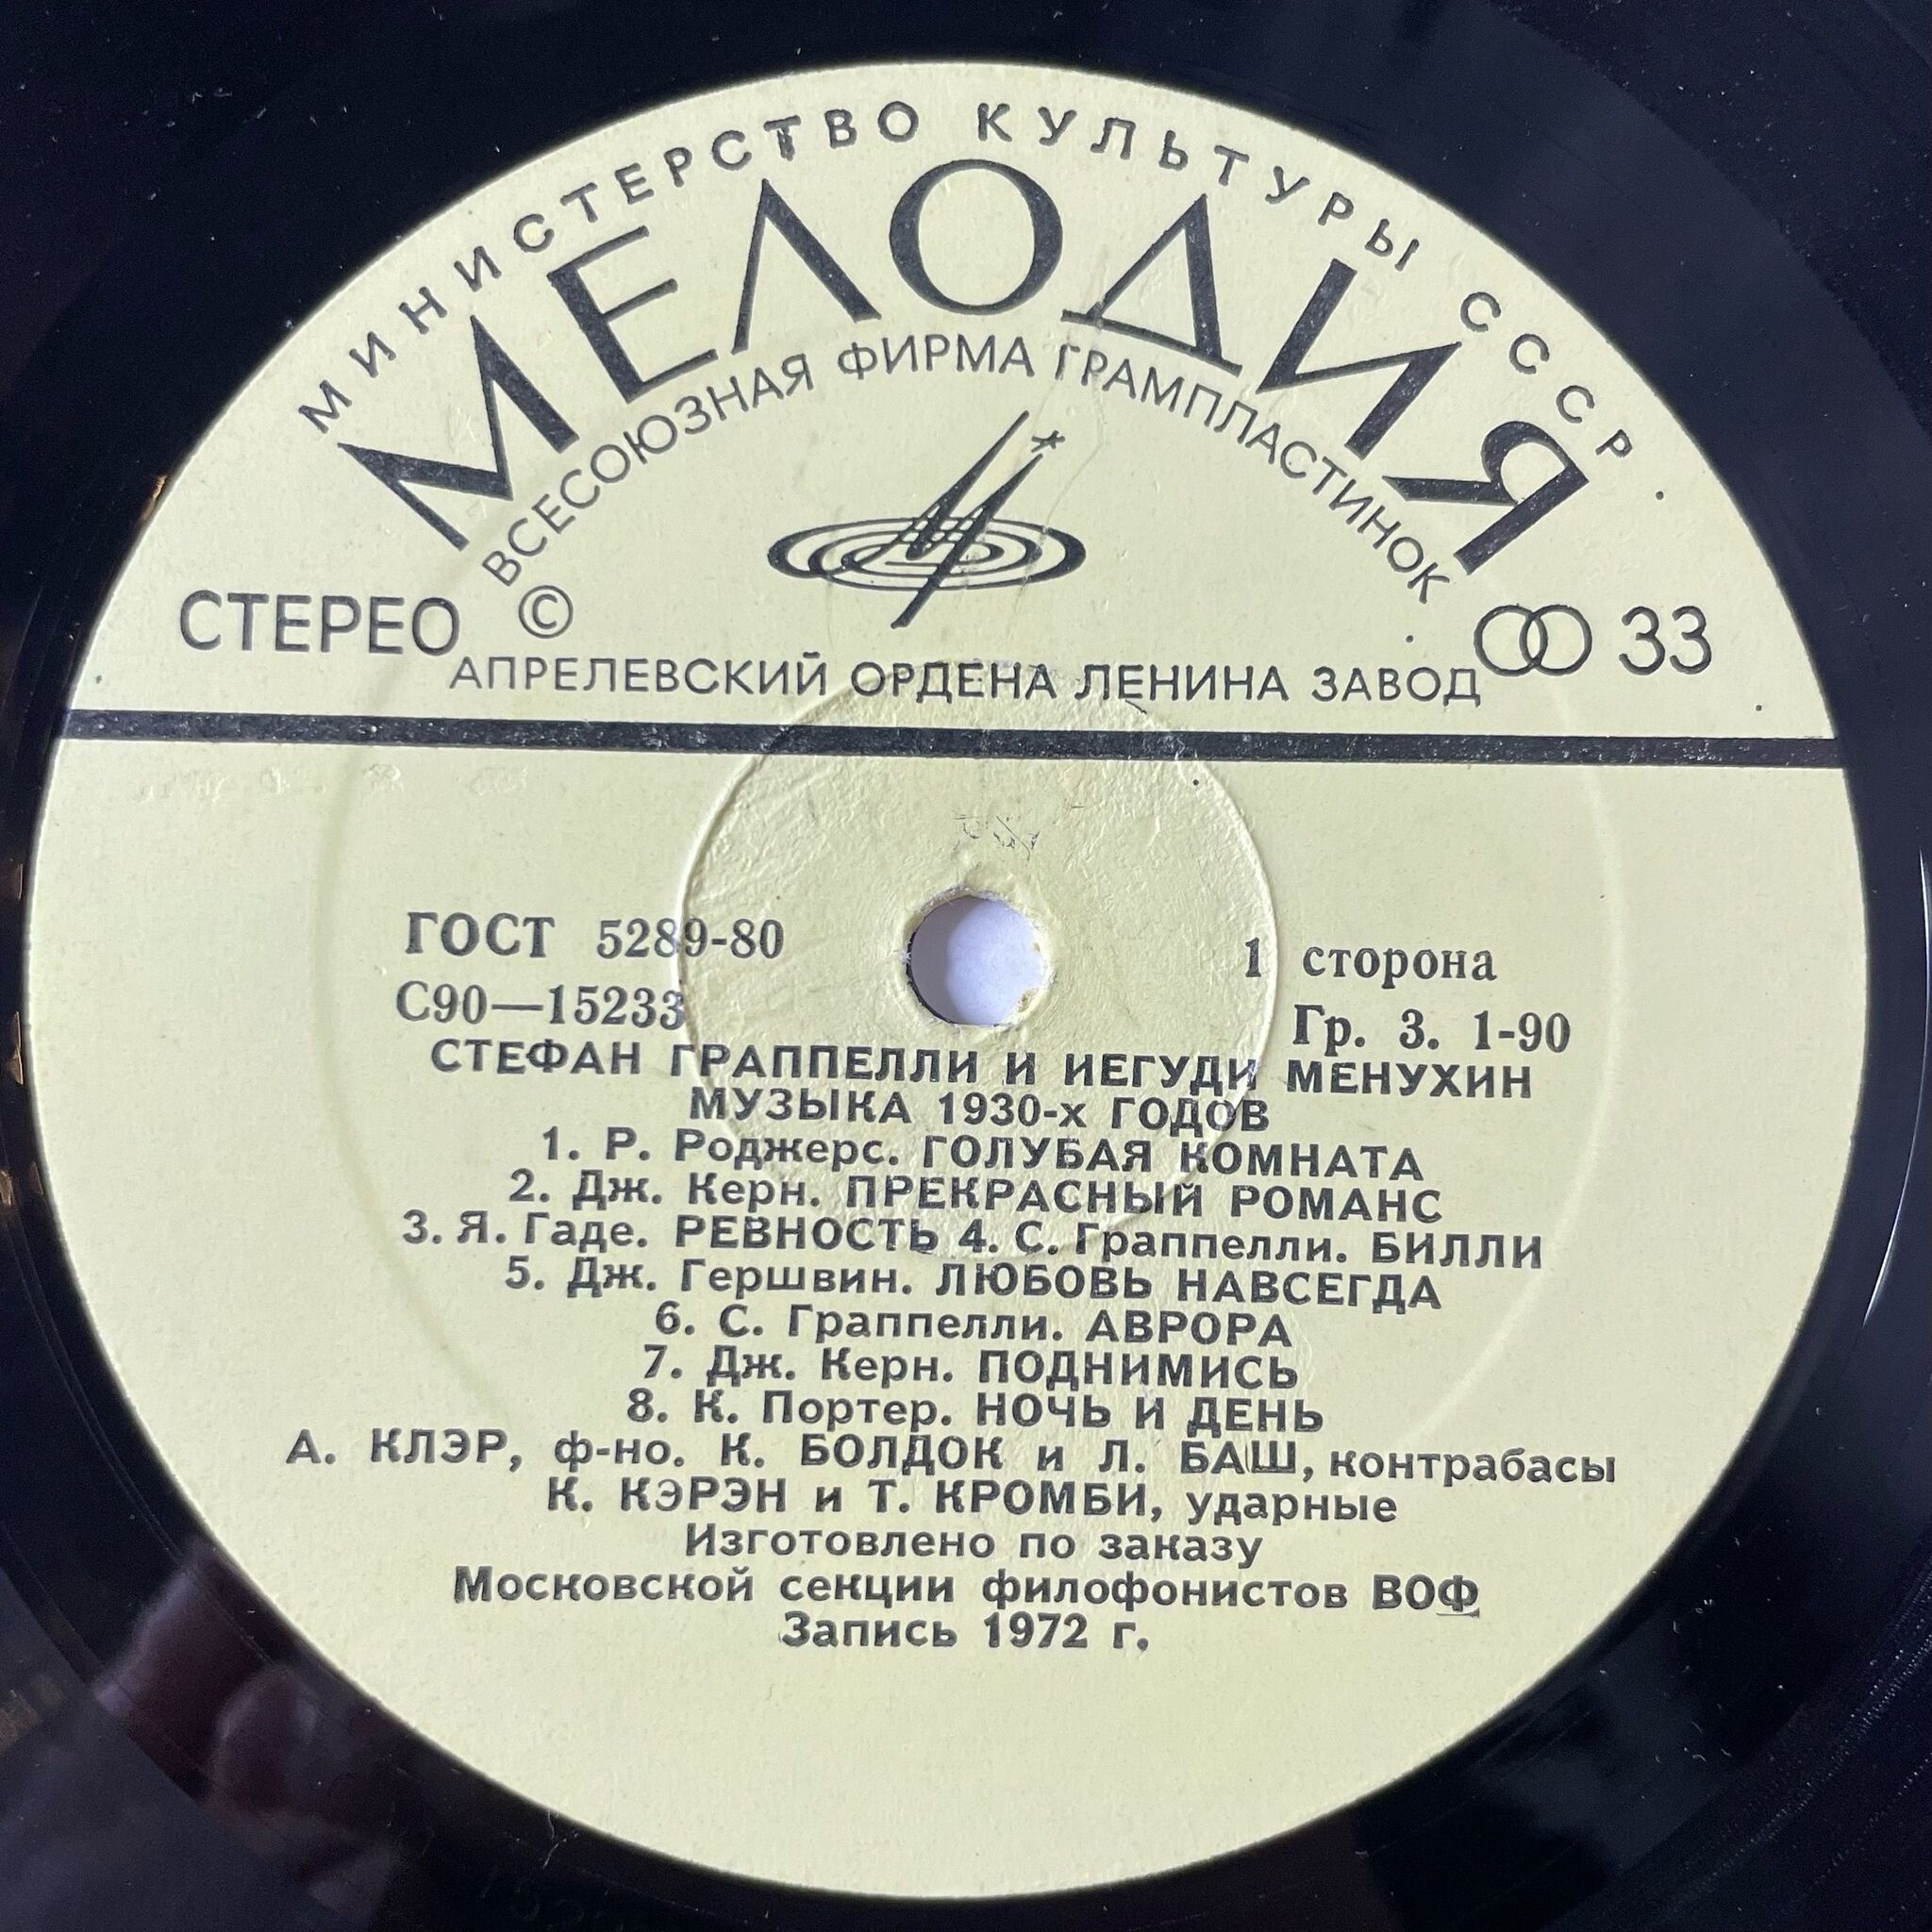 МИНИСТЕРСТВО КУЛЬТУРЫ СССР
МЕЛОДИЯ
ВСЕСОЮЗНАЯ ФИРМА ГРАМПЛАСТИНОК
СТЕРЕО © 33
АПРЕЛЕВСКИЙ ОРДЕНА ЛЕНИНА ЗАВОД
ГОСТ 5289-80 1 сторона
С90—15233 Гр. 3. 1-90
СТЕФАН ГРАППЕЛЛИ И ИЕГУДИ МЕНУХИН
МУЗЫКА 1930-х ГОДОВ
1. Р. Роджерс. ГОЛУБАЯ КОМНАТА
2. Дж. Керн. ПРЕКРАСНЫЙ РОМАНС
3. Я. Гаде. РЕВНОСТЬ 4. С. Граппелли. БИЛЛИ
5. Дж. Гершвин. ЛЮБОВЬ НАВСЕГДА
6. С. Граппелли. АВРОРА
7. Дж. Керн. ПОДНИМИСЬ
8. К. Портер. НОЧЬ И ДЕНЬ
А. КЛЭР, ф-но. К. БОЛДОК и Л. БАШ, контрабасы
К. КЭРЭН и Т. КРОМБИ, ударные
Изготовлено по заказу
Московской секции филофонистов ВОФ
Запись 1972 г.